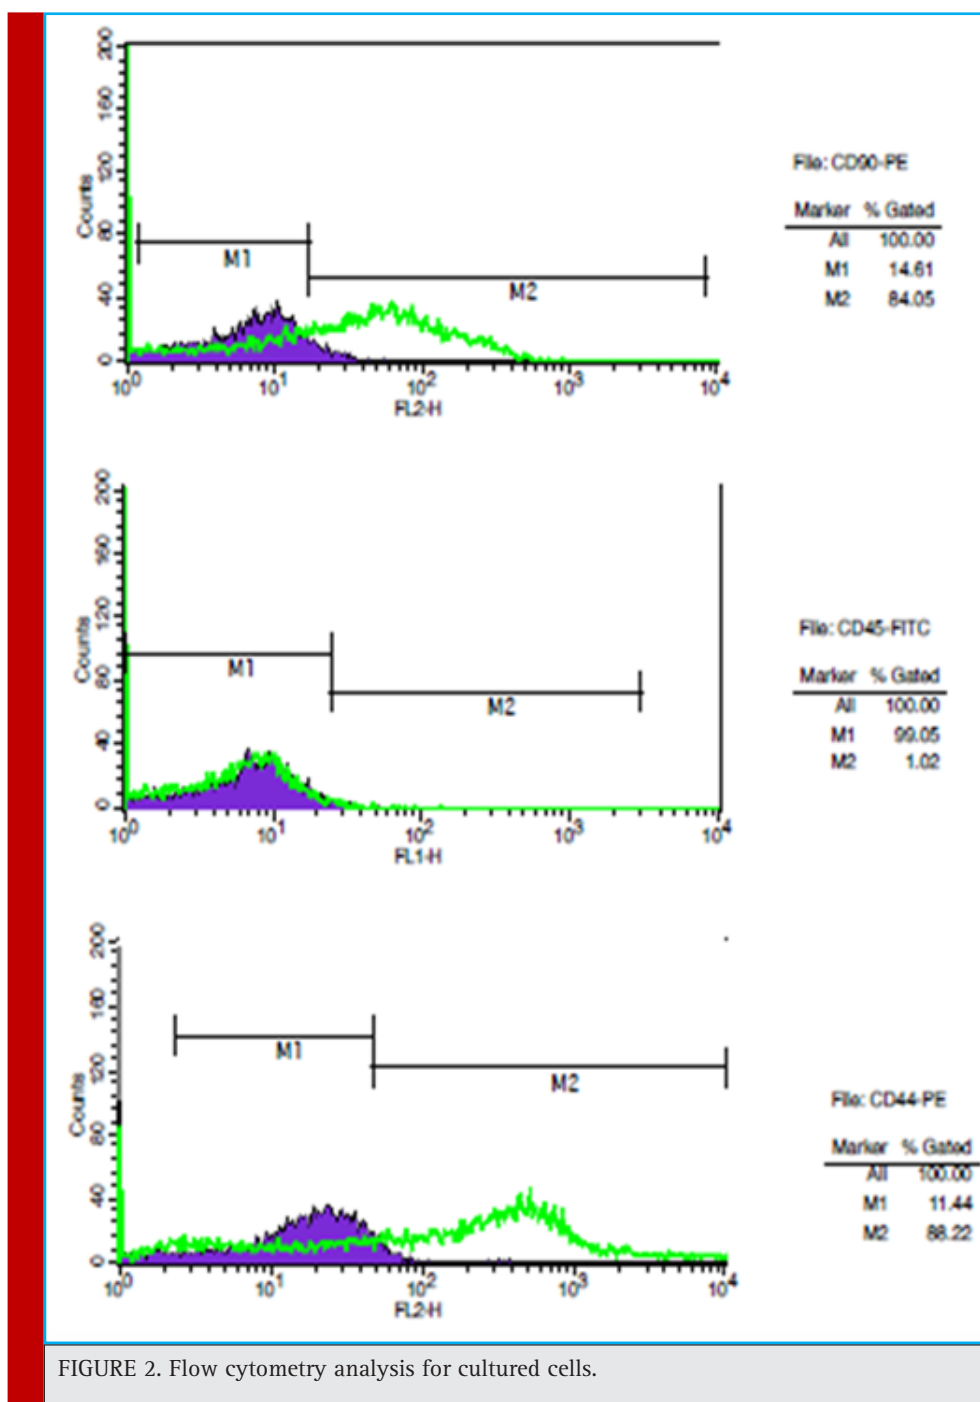 200
160
120
80
40
0
Counts
M1
M2
10^0 10^1 10^2 10^3 10^4
FL2-H
File: CD90-PE
Marker % Gated
All 100.00
M1 14.61
M2 84.05
200
160
120
80
40
0
Counts
M1
M2
10^0 10^1 10^2 10^3 10^4
FL1-H
File: CD45-FITC
Marker % Gated
All 100.00
M1 99.05
M2 1.02
200
160
120
80
40
0
Counts
M1
M2
10^0 10^1 10^2 10^3 10^4
FL2-H
File: CD44-PE
Marker % Gated
All 100.00
M1 11.44
M2 88.22
FIGURE 2. Flow cytometry analysis for cultured cells.